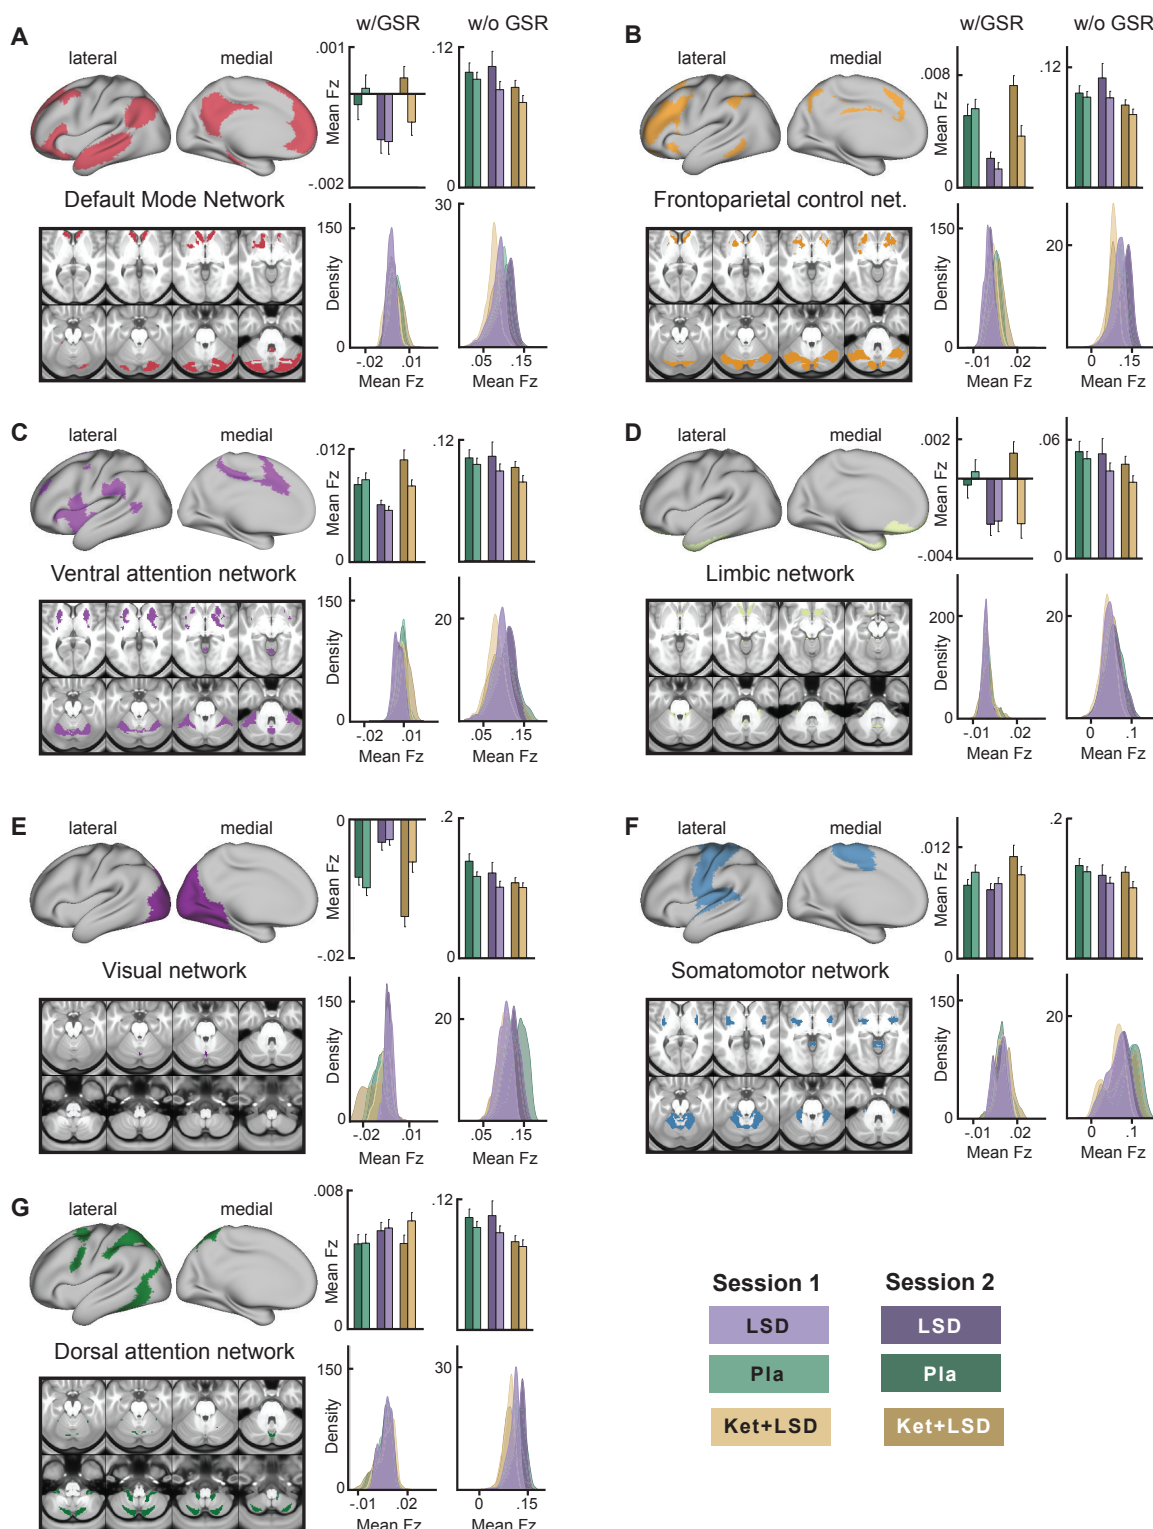 A
lateral
medial
w/GSR
w/o GSR
Mean Fz
.001
-.002
.12
0
Default Mode Network
Density
150
0
-.02
.01
Mean Fz
30
0
.05
.15
Mean Fz
B
lateral
medial
w/GSR
w/o GSR
Mean Fz
.008
0
.12
0
Frontoparietal control net.
Density
150
0
-.01
.02
Mean Fz
20
0
.15
Mean Fz
C
lateral
medial
Mean Fz
.012
0
.12
0
Ventral attention network
Density
150
0
-.02
.01
Mean Fz
20
.05
.15
Mean Fz
D
lateral
medial
Mean Fz
.002
-.004
.06
0
Limbic network
Density
200
0
-.01
.02
Mean Fz
20
0
0
.1
Mean Fz
E
lateral
medial
Mean Fz
0
-.02
.2
0
Visual network
Density
150
0
-.02
.01
Mean Fz
20
.05
.15
Mean Fz
F
lateral
medial
Mean Fz
.012
0
.2
0
Somatomotor network
Density
150
0
-.01
.02
Mean Fz
20
0
.1
Mean Fz
G
lateral
medial
Mean Fz
.008
0
.12
0
Dorsal attention network
Density
150
0
-.01
.02
Mean Fz
30
0
0
.15
Mean Fz
Session 1
Session 2
LSD
LSD
Pla
Pla
Ket+LSD
Ket+LSD